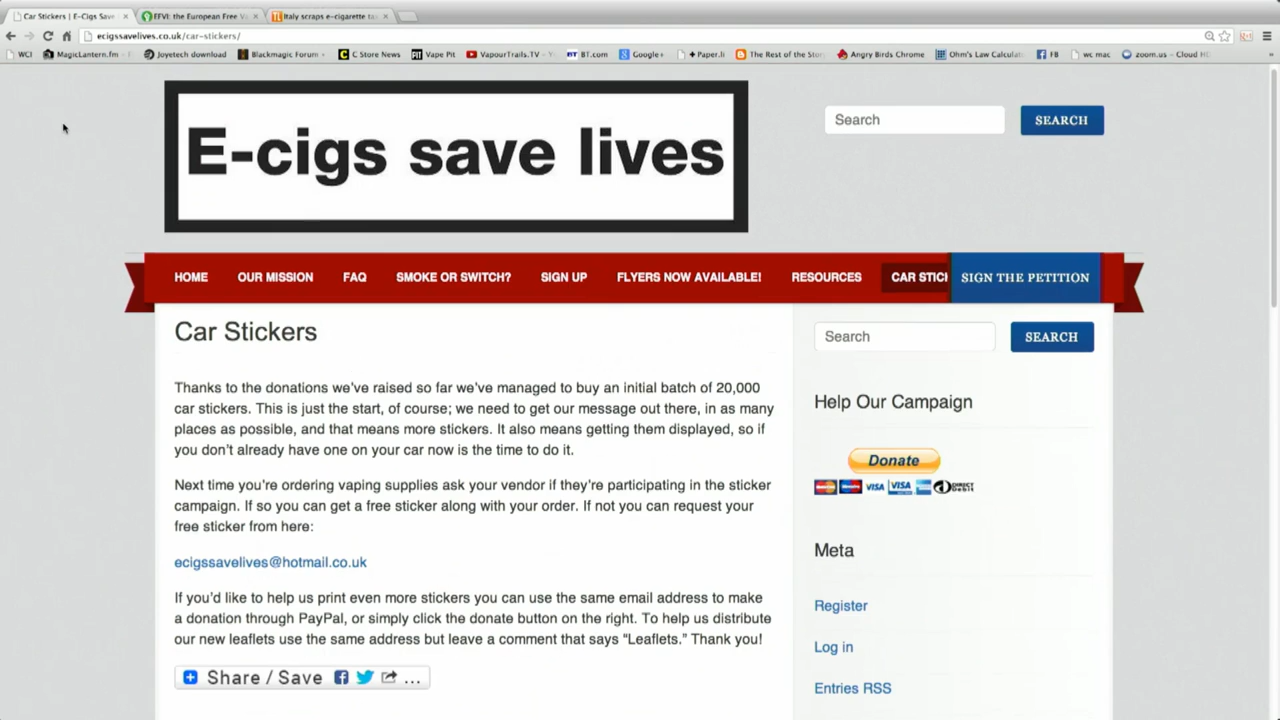 Car Stickers | E-Cigs Save
EFVI: the European Free V
Italy scraps e-cigarette ta
ecigssavelives.co.uk/car-stickers/
WCI
MagicLantern.fm
Joyetech download
Blackmagic Forum •
C Store News
Vape Pit
VapourTrails.TV –
BT.com
Google+
+ Paper.li
The Rest of the Stor
Angry Birds Chrome
Ohm's Law Calculat
FB
wc mac
zoom.us – Cloud H
E-cigs save lives
Search
SEARCH
HOME
OUR MISSION
FAQ
SMOKE OR SWITCH?
SIGN UP
FLYERS NOW AVAILABLE!
RESOURCES
CAR STICK
SIGN THE PETITION
Car Stickers
Thanks to the donations we've raised so far we've managed to buy an initial batch of 20,000
car stickers. This is just the start, of course; we need to get our message out there, in as many
places as possible, and that means more stickers. It also means getting them displayed, so if
you don't already have one on your car now is the time to do it.
Next time you're ordering vaping supplies ask your vendor if they're participating in the sticker
campaign. If so you can get a free sticker along with your order. If not you can request your
free sticker from here:
ecigssavelives@hotmail.co.uk
If you'd like to help us print even more stickers you can use the same email address to make
a donation through PayPal, or simply click the donate button on the right. To help us distribute
our new leaflets use the same address but leave a comment that says “Leaflets.” Thank you!
Share / Save
...
Search
SEARCH
Help Our Campaign
Donate
VISA
VISA
DIRECT
Debit
Meta
Register
Log in
Entries RSS